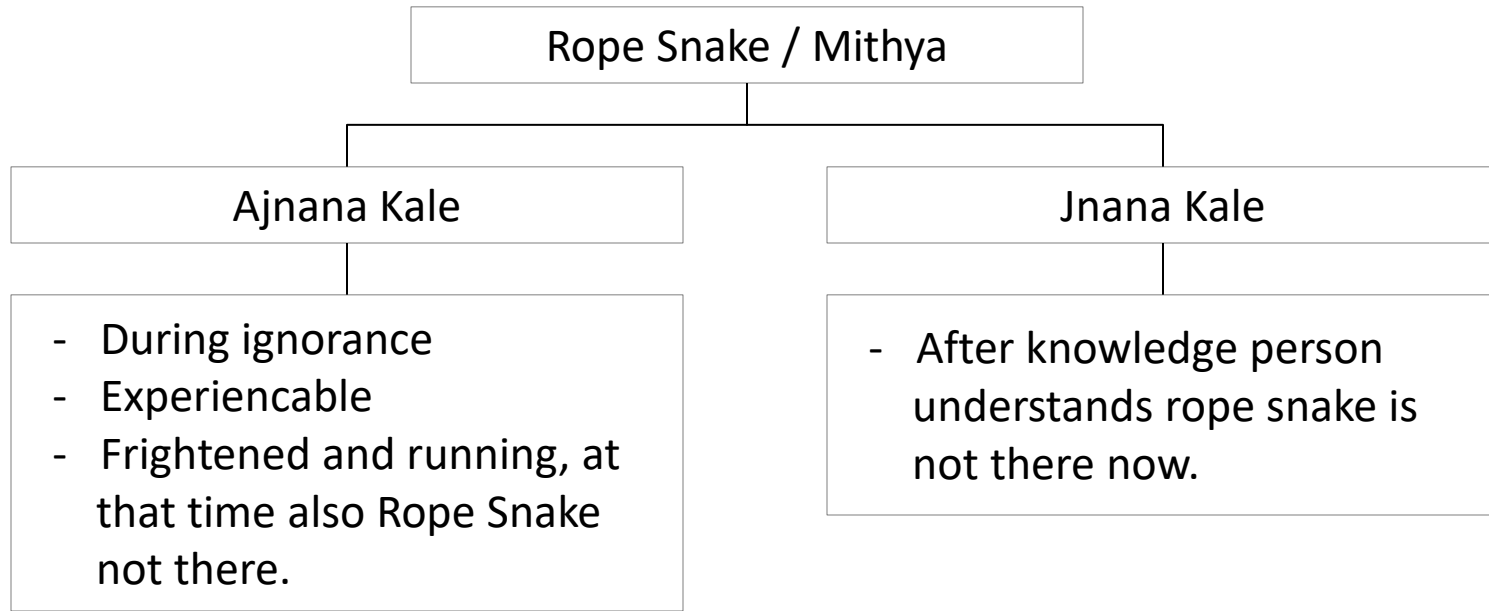 Rope Snake / Mithya
Ajnana Kale
Jnana Kale
- During ignorance
- Experiencable
- Frightened and running, at
that time also Rope Snake
not there.
- After knowledge person
understands rope snake is
not there now.